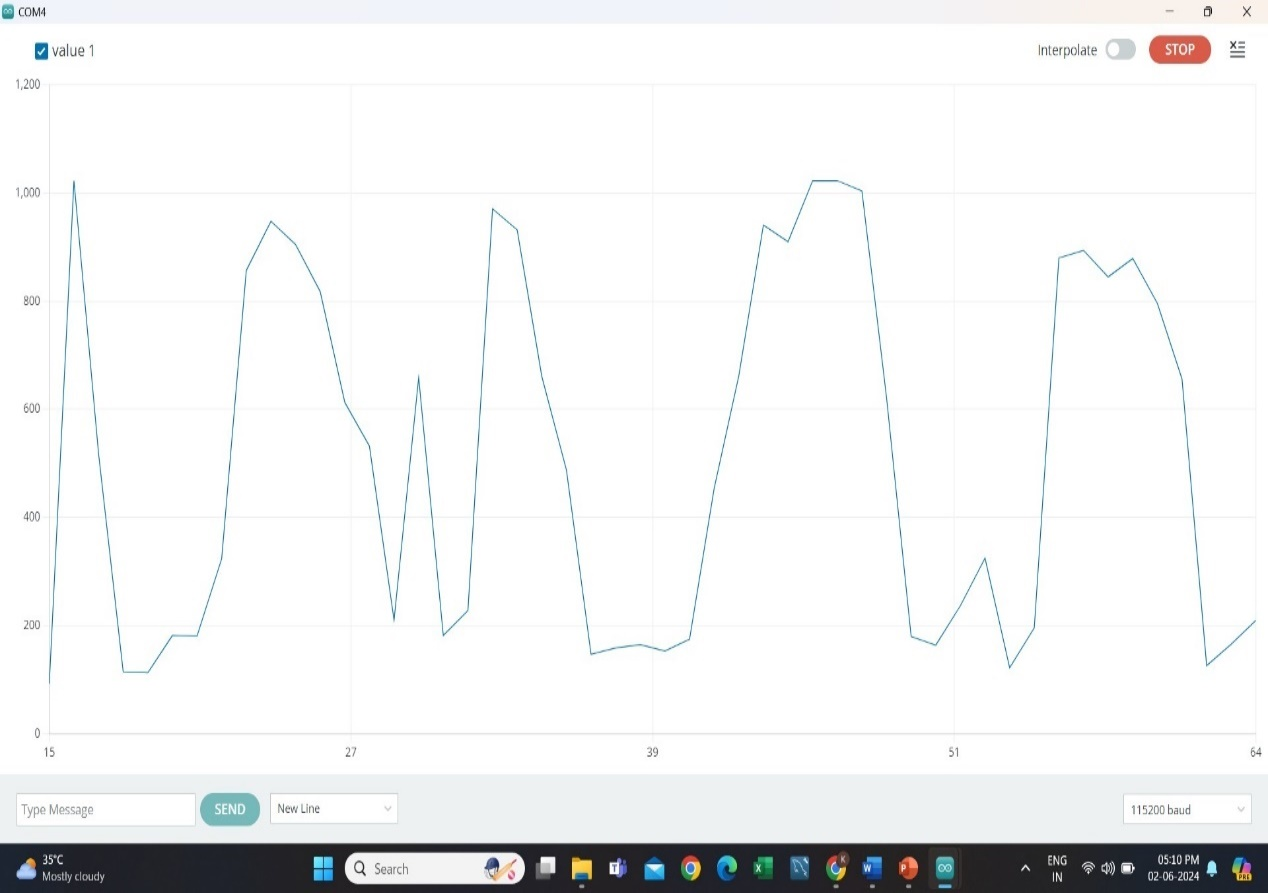 COM4
value 1
Interpolate
STOP
1,200
1,000
800
600
400
200
0
15
27
39
51
64
Type Message
SEND
New Line
115200 baud
35°C
Mostly cloudy
Search
ENG
IN
05:10 PM
02-06-2024
PRE